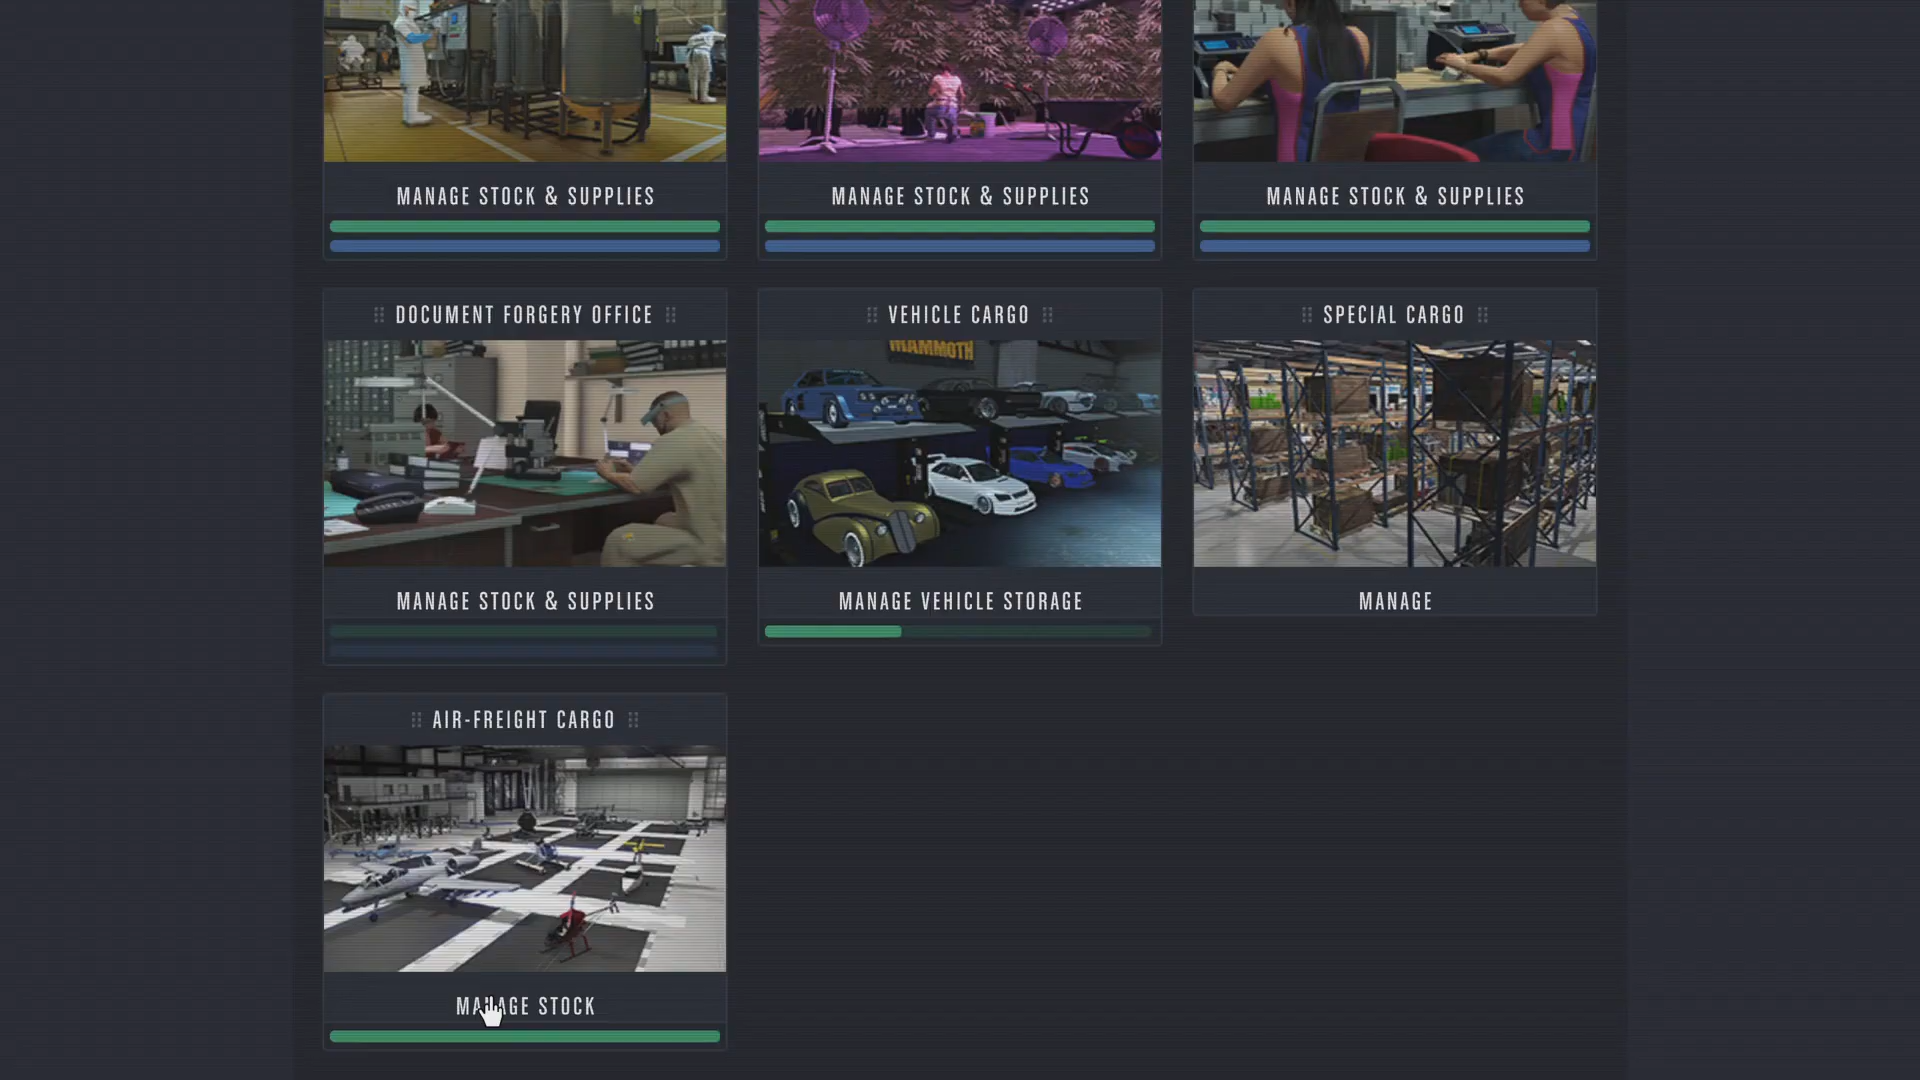 MANAGE STOCK & SUPPLIES
MANAGE STOCK & SUPPLIES
MANAGE STOCK & SUPPLIES
DOCUMENT FORGERY OFFICE
VEHICLE CARGO
SPECIAL CARGO
MAMMOTH
MANAGE STOCK & SUPPLIES
MANAGE VEHICLE STORAGE
MANAGE
AIR-FREIGHT CARGO
MANAGE STOCK